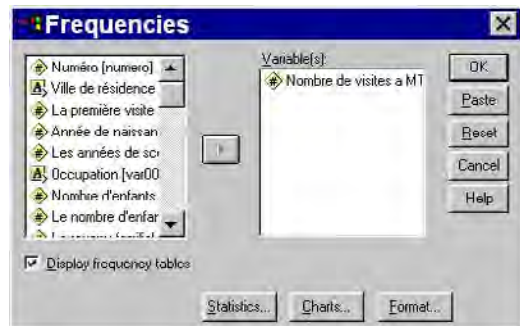 Frequencies
Numéro [numero]
Ville de résidence
La première visite
Année de naissan
Les années de sco
Occupation [var00
Nombre d'enfants
Le nombre d'enfar
Variable(s):
Nombre de visites a MT
OK
Paste
Reset
Cancel
Help
Display frequency tables
Statistics...
Charts...
Format...